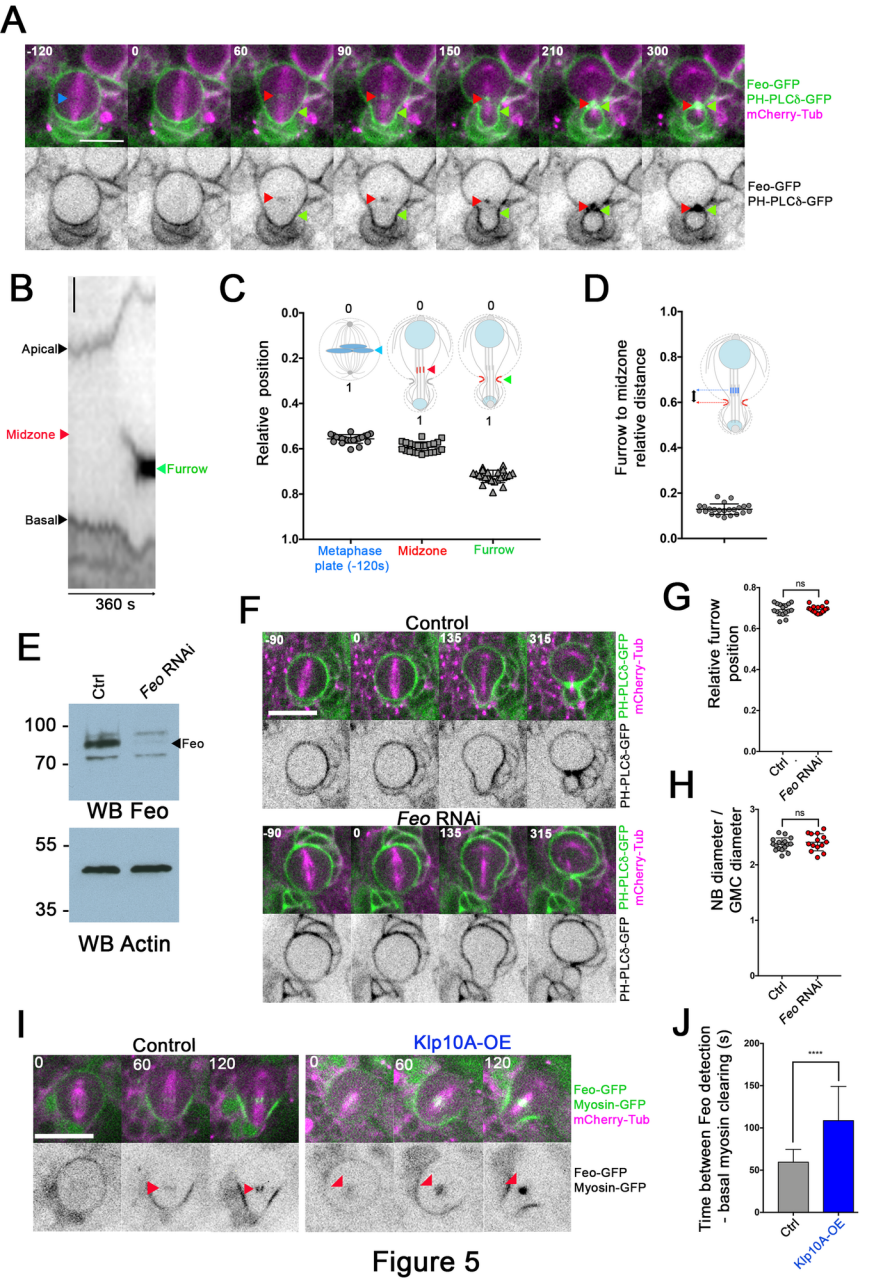 A
-120
0
60
90
150
210
300
Feo-GFP
PH-PLCδ-GFP
mCherry-Tub
Feo-GFP
PH-PLCδ-GFP
B
Apical
Midzone
Furrow
Basal
360 s
C
Relative position
0.0
0.2
0.4
0.6
0.8
1.0
0
0
0
1
1
1
Metaphase
plate (-120s)
Midzone
Furrow
D
Furrow to midzone
relative distance
1.0
0.8
0.6
0.4
0.2
0.0
E
Ctrl
Feo RNAi
100
70
Feo
WB Feo
55
35
WB Actin
F
Control
-90
0
135
315
PH-PLCδ-GFP
mCherry-Tub
PH-PLCδ-GFP
Feo RNAi
-90
0
135
315
PH-PLCδ-GFP
mCherry-Tub
PH-PLCδ-GFP
G
Relative furrow
position
0.8
0.6
0.4
0.2
0.0
ns
Ctrl
Feo RNAi
H
NB diameter /
GMC diameter
3
2
1
0
ns
Ctrl
Feo RNAi
I
Control
0
60
120
Klp10A-OE
0
60
120
Feo-GFP
Myosin-GFP
mCherry-Tub
Feo-GFP
Myosin-GFP
J
Time between Feo detection
- basal myosin clearing (s)
200
150
100
50
0
****
Ctrl
Klp10A-OE
Figure 5